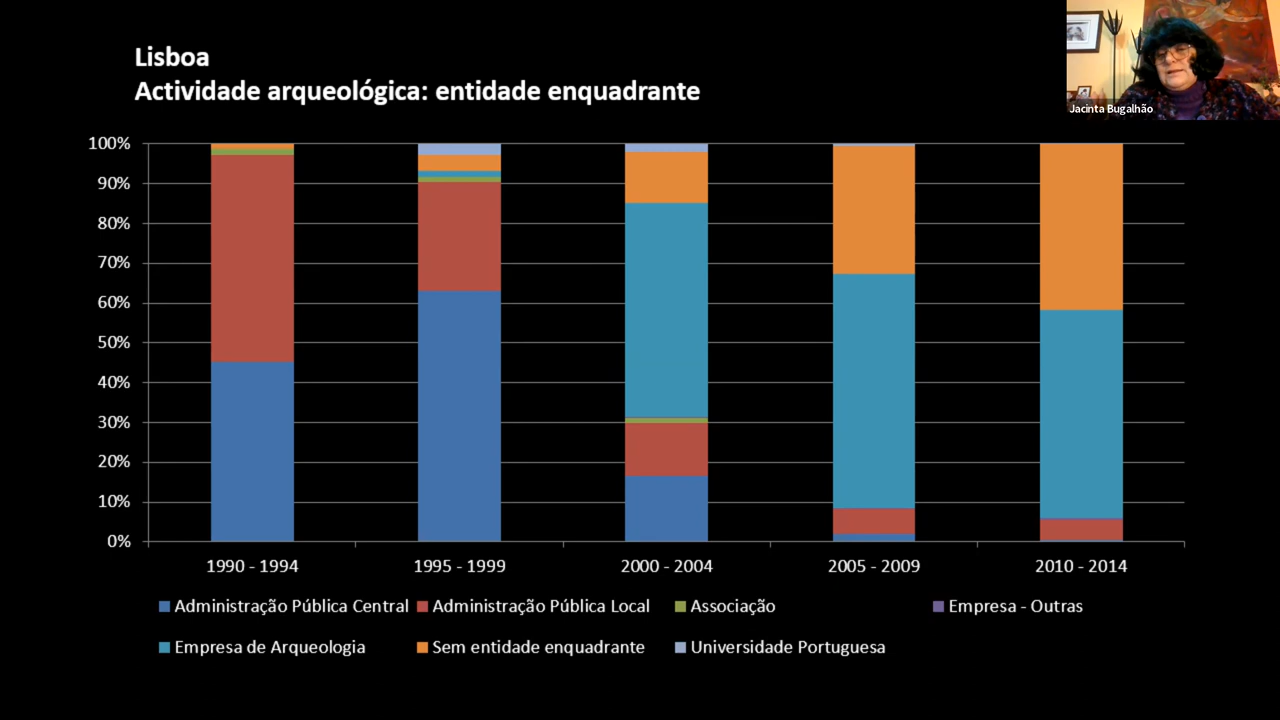 Lisboa
Actividade arqueológica: entidade enquadrante
Jacinta Bugalhão
100%
90%
80%
70%
60%
50%
40%
30%
20%
10%
0%
1990 - 1994 1995 - 1999 2000 - 2004 2005 - 2009 2010 - 2014
Administração Pública Central Administração Pública Local Associação Empresa - Outras
Empresa de Arqueologia Sem entidade enquadrante Universidade Portuguesa